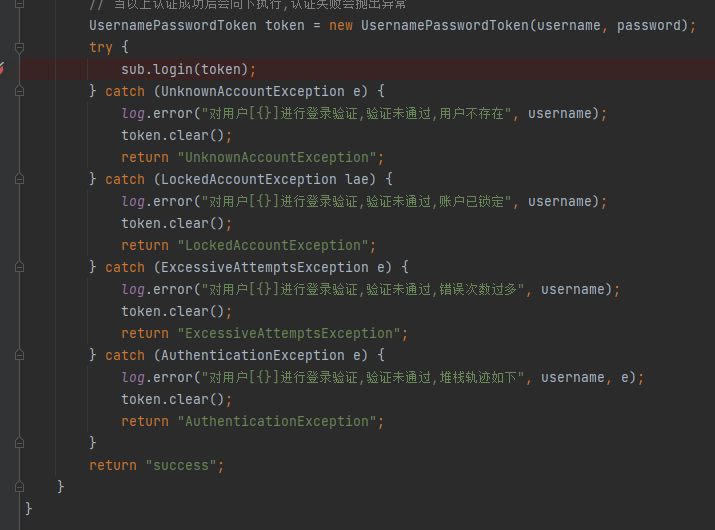 // 当以上认证成功后会向下执行,认证失败会抛出异常
UsernamePasswordToken token = new UsernamePasswordToken(username, password);
try {
sub.login(token);
} catch (UnknownAccountException e) {
log.error("对用户[{}]进行登录验证,验证未通过,用户不存在", username);
token.clear();
return "UnknownAccountException";
} catch (LockedAccountException lae) {
log.error("对用户[{}]进行登录验证,验证未通过,账户已锁定", username);
token.clear();
return "LockedAccountException";
} catch (ExcessiveAttemptsException e) {
log.error("对用户[{}]进行登录验证,验证未通过,错误次数过多", username);
token.clear();
return "ExcessiveAttemptsException";
} catch (AuthenticationException e) {
log.error("对用户[{}]进行登录验证,验证未通过,堆栈轨迹如下", username, e);
token.clear();
return "AuthenticationException";
}
return "success";
}
}